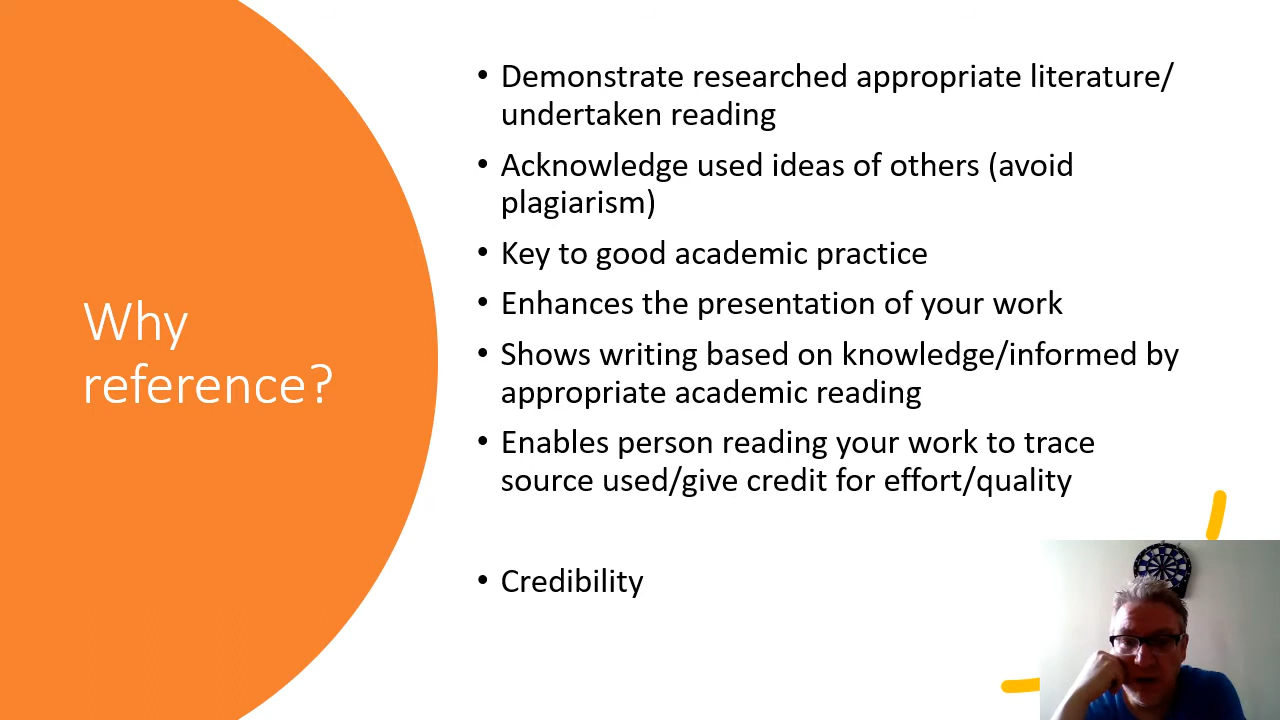 Why
reference?
• Demonstrate researched appropriate literature/
undertaken reading
• Acknowledge used ideas of others (avoid
plagiarism)
• Key to good academic practice
• Enhances the presentation of your work
• Shows writing based on knowledge/informed by
appropriate academic reading
• Enables person reading your work to trace
source used/give credit for effort/quality
• Credibility